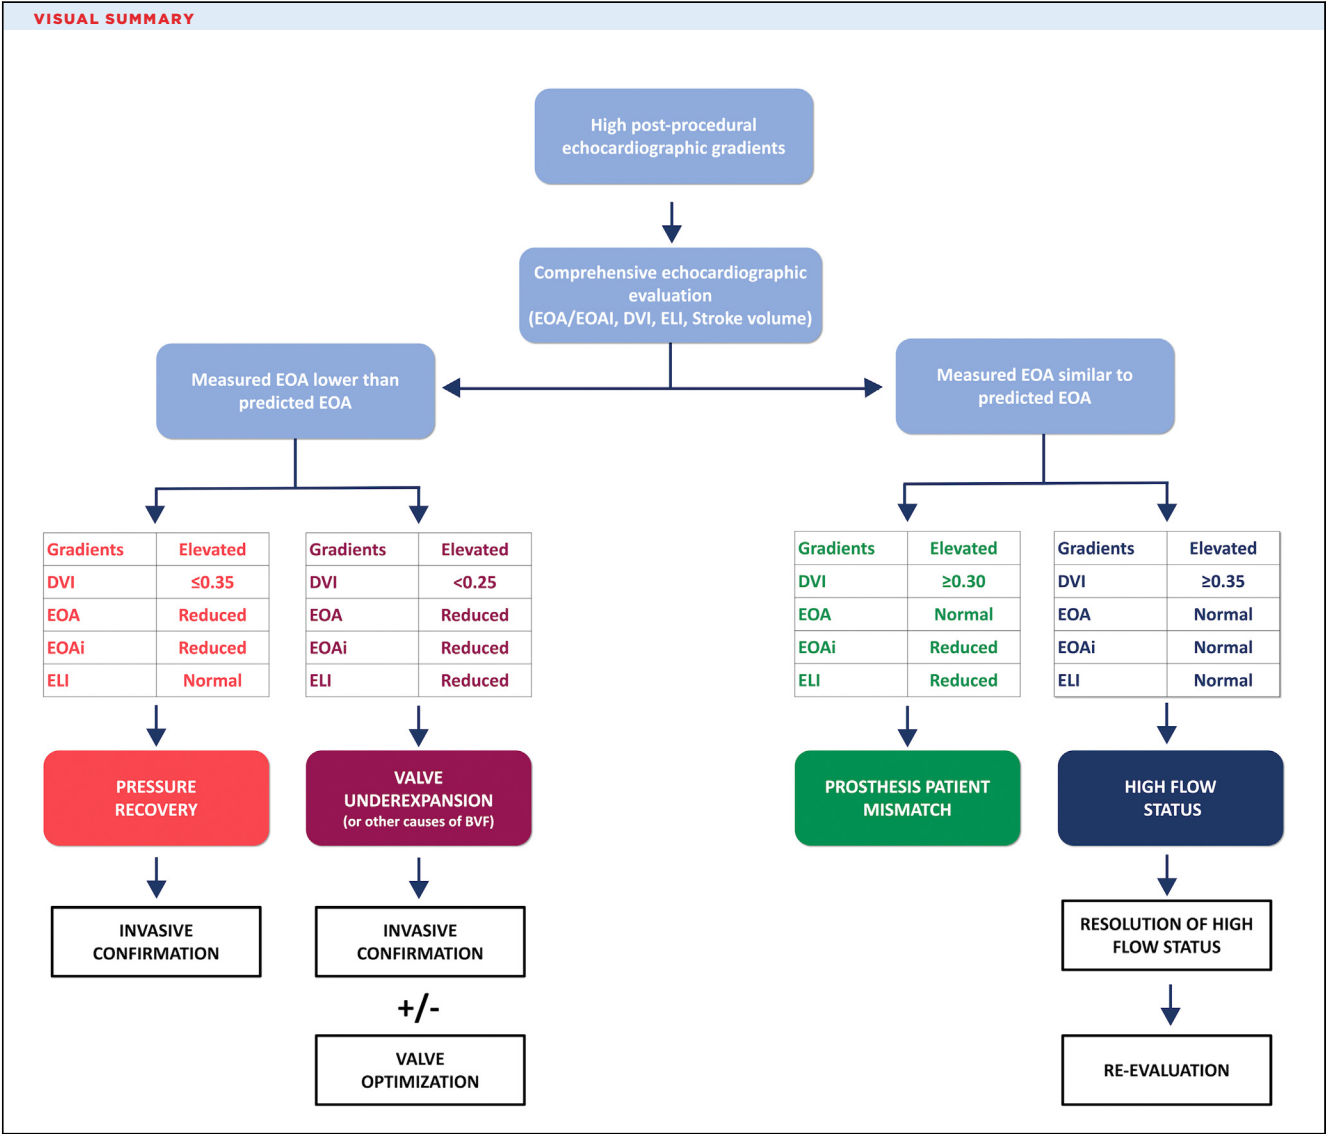 VISUAL SUMMARY
High post-procedural
echocardiographic gradients
Comprehensive echocardiographic
evaluation
(EOA/EOAI, DVI, ELI, Stroke volume)
Measured EOA lower than
predicted EOA
Measured EOA similar to
predicted EOA
Gradients Elevated
DVI ≤0.35
EOA Reduced
EOAi Reduced
ELI Normal
Gradients Elevated
DVI <0.25
EOA Reduced
EOAi Reduced
ELI Reduced
Gradients Elevated
DVI ≥0.30
EOA Normal
EOAi Reduced
ELI Reduced
Gradients Elevated
DVI ≥0.35
EOA Normal
EOAi Normal
ELI Normal
PRESSURE
RECOVERY
VALVE
UNDEREXPANSION
(or other causes of BVF)
PROSTHESIS PATIENT
MISMATCH
HIGH FLOW
STATUS
INVASIVE
CONFIRMATION
INVASIVE
CONFIRMATION
+/-
VALVE
OPTIMIZATION
RESOLUTION OF HIGH
FLOW STATUS
RE-EVALUATION